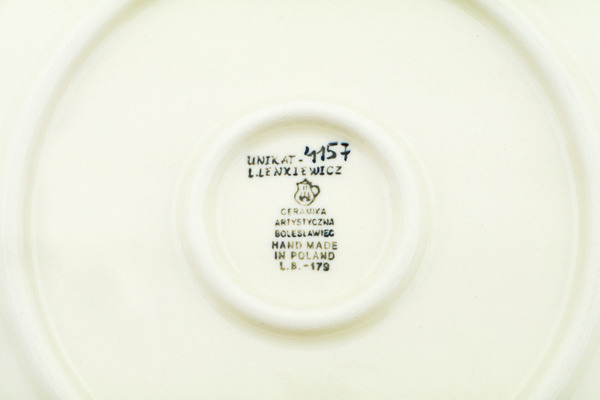 UNIKAT-4157
L.LENKIEWICZ
CERAMIKA
ARTYSTYCZNA
BOLESŁAWIEC
HAND MADE
IN POLAND
L.B.-179